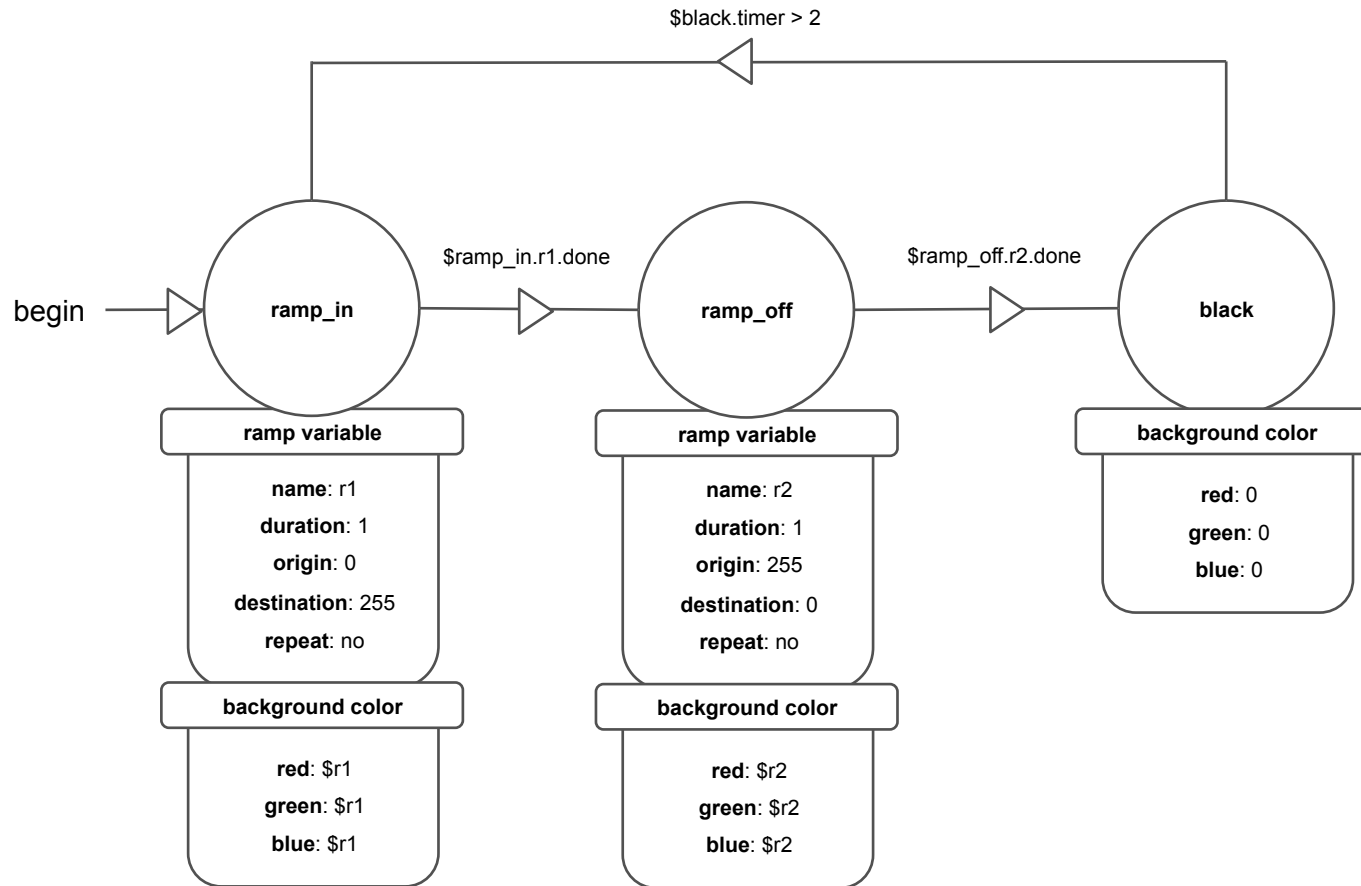 $black.timer > 2
$ramp_in.r1.done
$ramp_off.r2.done
begin
ramp_in
ramp_off
black
ramp variable
name: r1
duration: 1
origin: 0
destination: 255
repeat: no
background color
red: $r1
green: $r1
blue: $r1
ramp variable
name: r2
duration: 1
origin: 255
destination: 0
repeat: no
background color
red: $r2
green: $r2
blue: $r2
background color
red: 0
green: 0
blue: 0